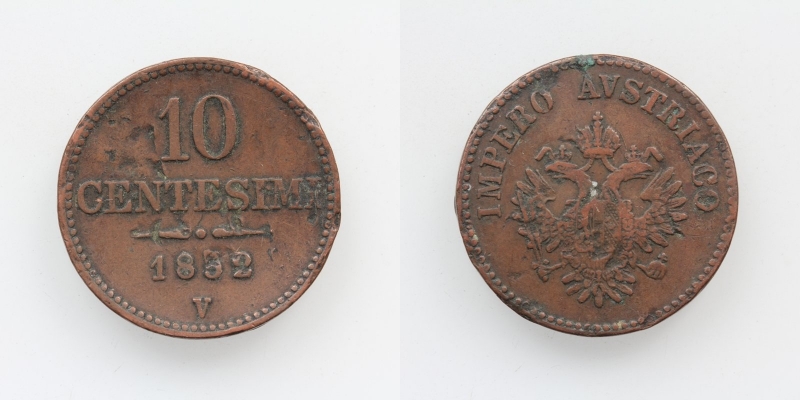 10
CENTESIMI
1852
V
IMPERO AVSTRIACO